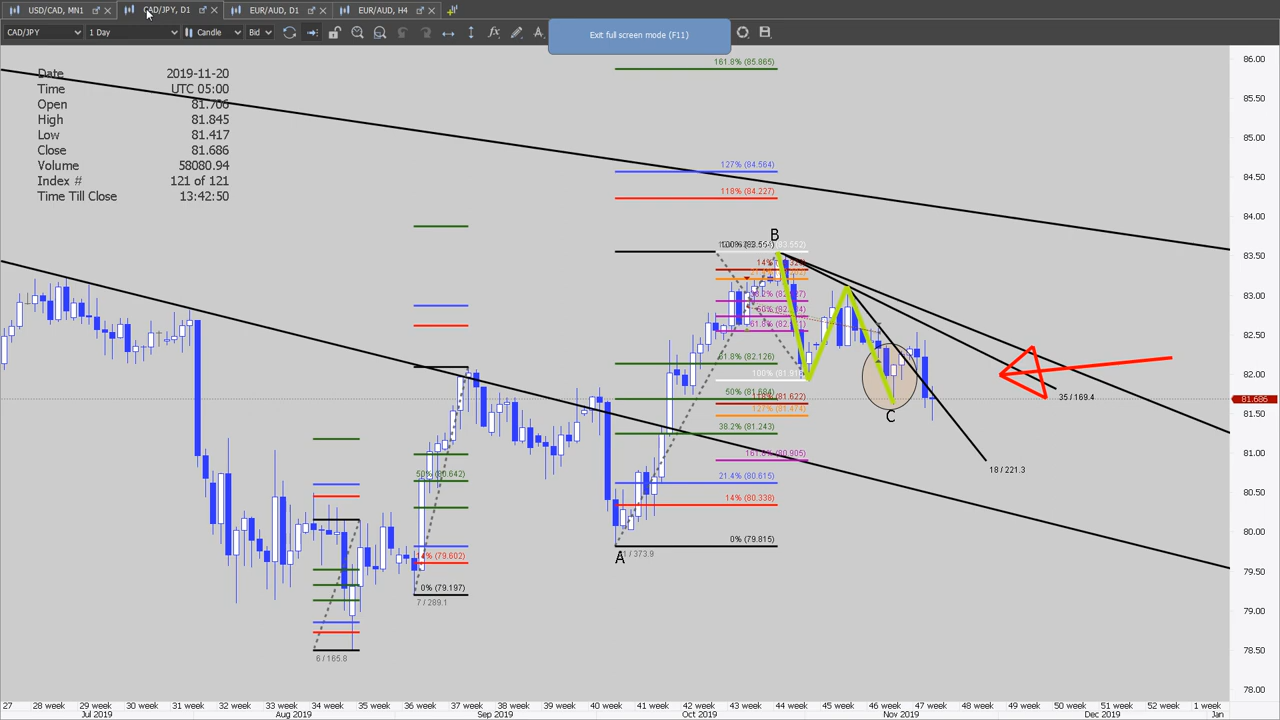 USD/CAD, MN1
CAD/JPY, D1
EUR/AUD, D1
EUR/AUD, H4
CAD/JPY
1 Day
Candle
Bid
Exit full screen mode (F11)
Date 2019-11-20
Time UTC 05:00
Open 81.706
High 81.845
Low 81.417
Close 81.686
Volume 58080.94
Index # 121 of 121
Time Till Close 13:42:50
161.8% (85.865)
127% (84.564)
118% (84.227)
B
61.8% (82.126)
50% (81.684)
127% (81.474)
38.2% (81.243)
21.4% (80.615)
14% (80.338)
0% (79.815)
A
C
35 / 169.4
18 / 221.3
50% (80.642)
14% (79.602)
0% (79.197)
7 / 289.1
6 / 165.8
86.00
85.50
85.00
84.50
84.00
83.50
83.00
82.50
82.00
81.686
81.50
81.00
80.50
80.00
79.50
79.00
78.50
78.00
27 28 week 29 week 30 week 31 week 32 week 33 week 34 week 35 week 36 week 37 week 38 week 39 week 40 week 41 week 42 week 43 week 44 week 45 week 46 week 47 week 48 week 49 week 50 week 51 week 52 week 1 week
Jul 2019 Aug 2019 Sep 2019 Oct 2019 Nov 2019 Dec 2019 Jan